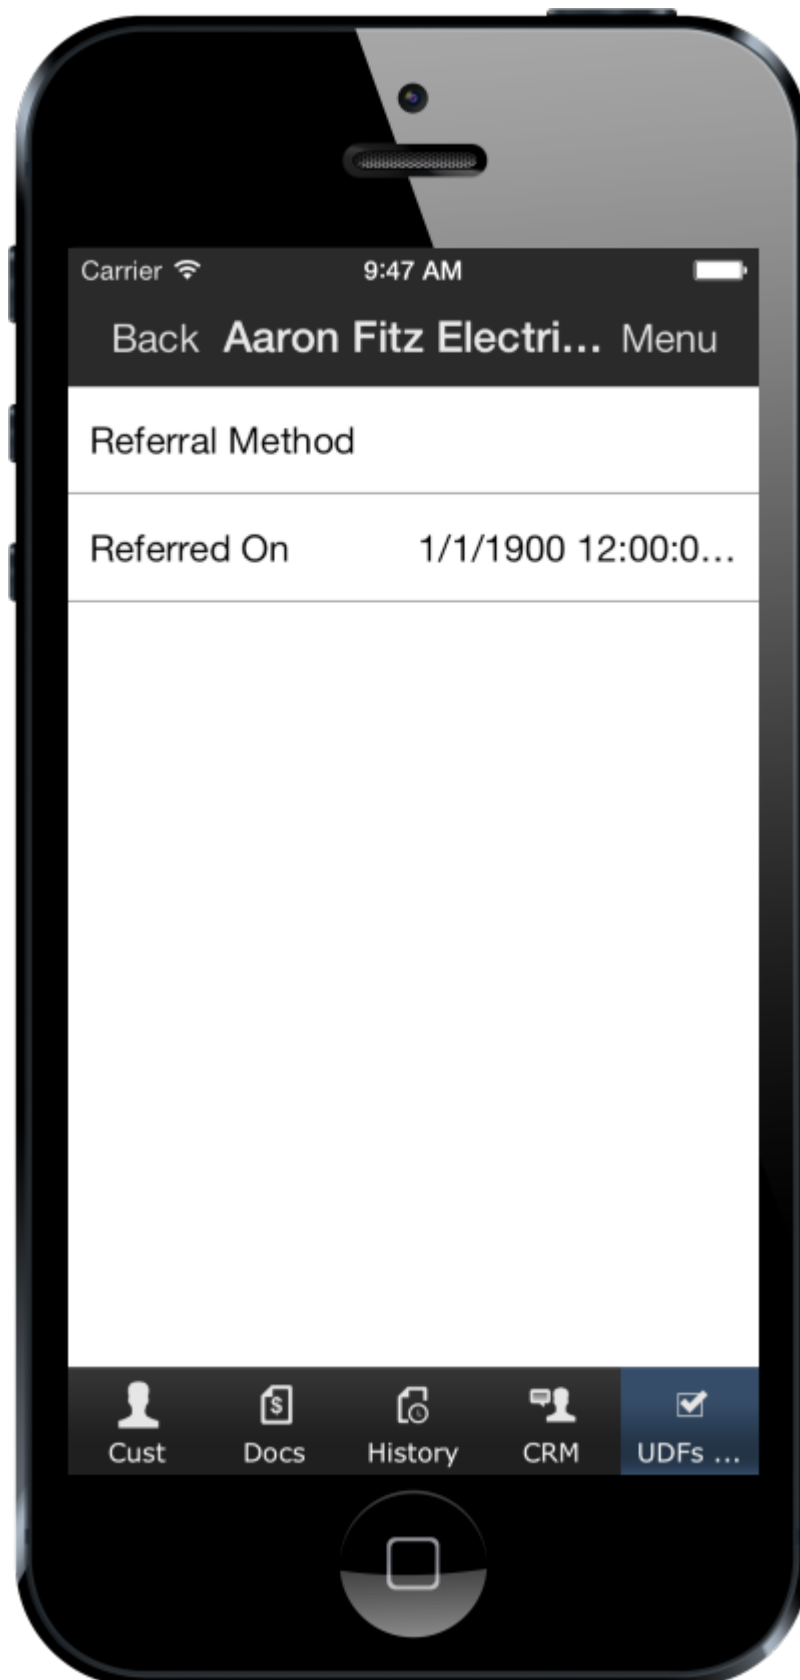 Carrier 9:47 AM
Back Aaron Fitz Electri... Menu
Referral Method
Referred On 1/1/1900 12:00:0...
Cust Docs History CRM UDFs ...